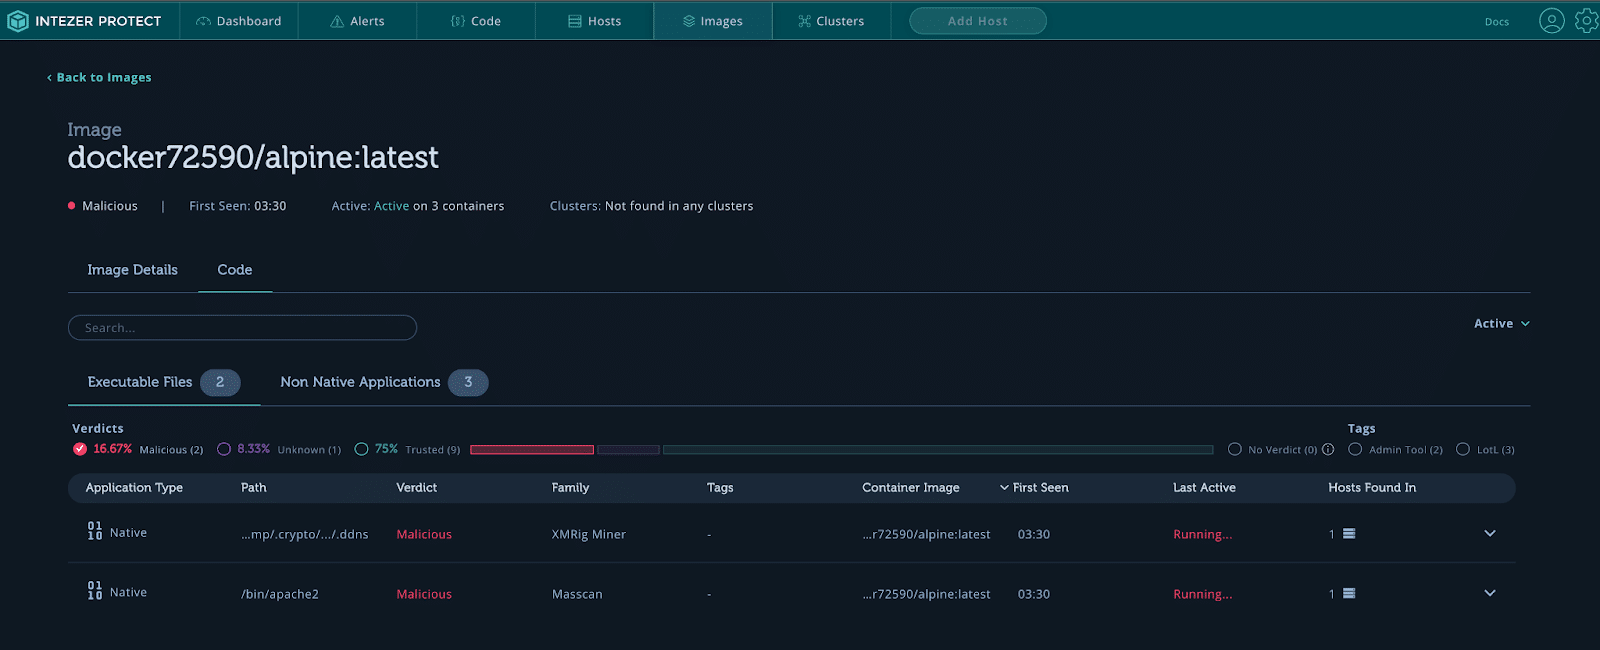 INTEZER PROTECT Dashboard Alerts Code Hosts Images Clusters Add Host Docs
‹ Back to Images
Image
docker72590/alpine:latest
Malicious | First Seen: 03:30 Active: Active on 3 containers Clusters: Not found in any clusters
Image Details Code
Search... Active
Executable Files 2 Non Native Applications 3
Verdicts Tags
16.67% Malicious (2) 8.33% Unknown (1) 75% Trusted (9) No Verdict (0) Admin Tool (2) LotL (3)
Application Type Path Verdict Family Tags Container Image First Seen Last Active Hosts Found In
01 10 Native ...mp/.crypto/.../.ddns Malicious XMRig Miner - ...r72590/alpine:latest 03:30 Running... 1
01 10 Native /bin/apache2 Malicious Masscan - ...r72590/alpine:latest 03:30 Running... 1